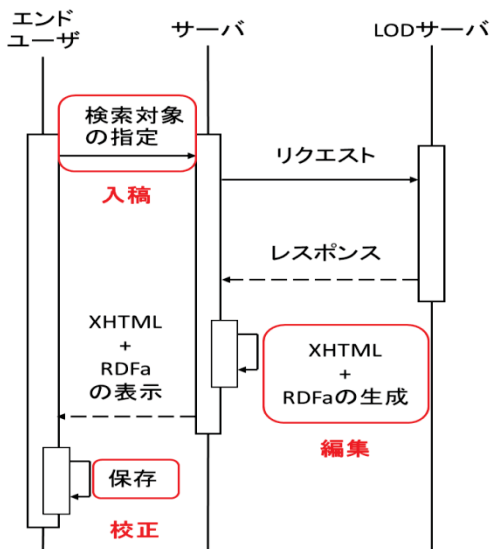 エンド
ユーザ
サーバ
LODサーバ
検索対象
の指定
入稿
リクエスト
レスポンス
XHTML
+
RDFa
の表示
XHTML
+
RDFaの生成
編集
保存
校正